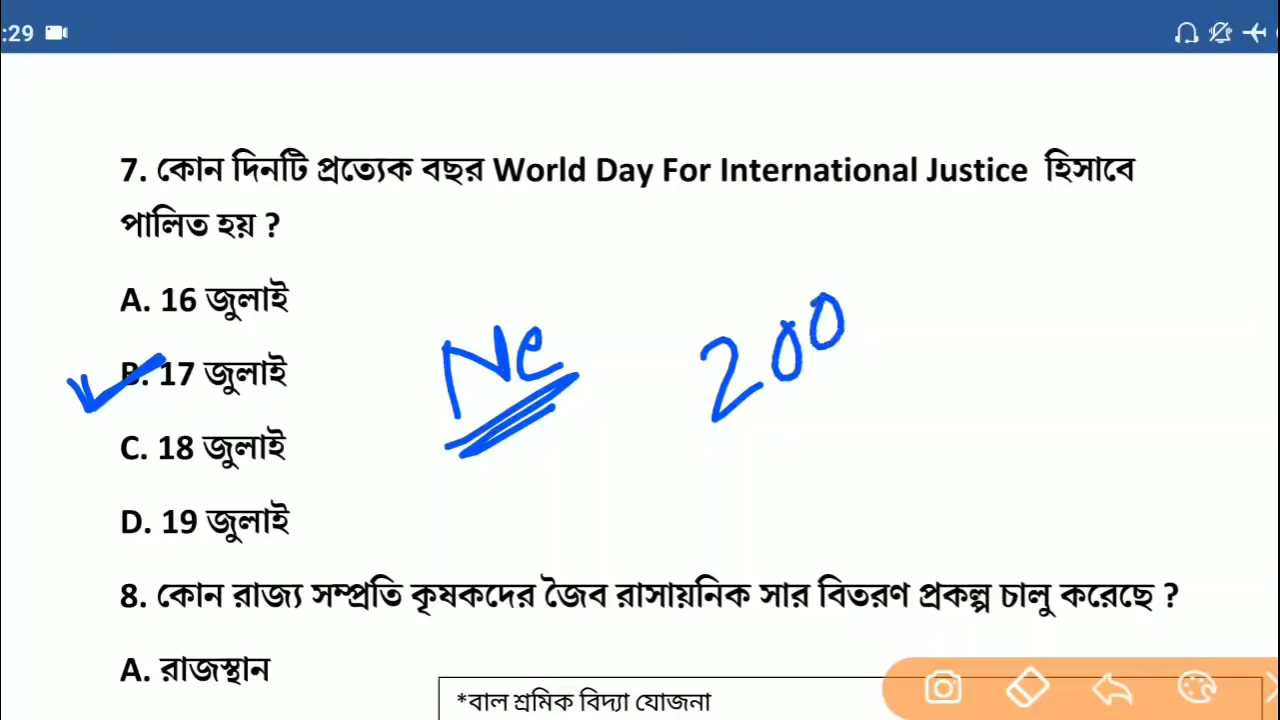 :29
7. কোন দিনটি প্রত্যেক বছর World Day For International Justice হিসাবে
পালিত হয় ?
A. 16 জুলাই
B. 17 জুলাই
Ne
200
C. 18 জুলাই
D. 19 জুলাই
8. কোন রাজ্য সম্প্রতি কৃষকদের জৈব রাসায়নিক সার বিতরণ প্রকল্প চালু করেছে ?
A. রাজস্থান
*বাল শ্রমিক বিদ্যা যোজনা